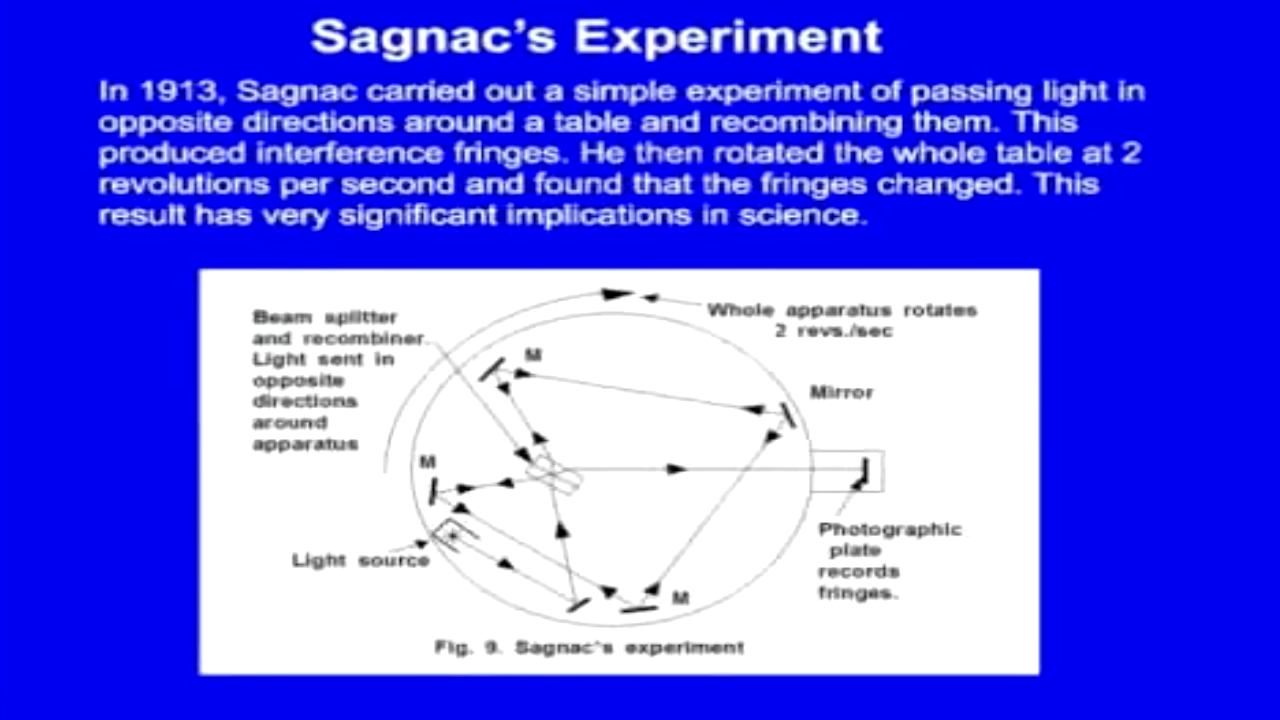 Sagnac's Experiment
In 1913, Sagnac carried out a simple experiment of passing light in
opposite directions around a table and recombining them. This
produced interference fringes. He then rotated the whole table at 2
revolutions per second and found that the fringes changed. This
result has very significant implications in science.
Beam splitter
and recombiner.
Light sent in
opposite
directions
around
apparatus
Whole apparatus rotates
2 revs./sec
M
Mirror
M
Light source
M
Photographic
plate
records
fringes.
Fig. 9. Sagnac's experiment